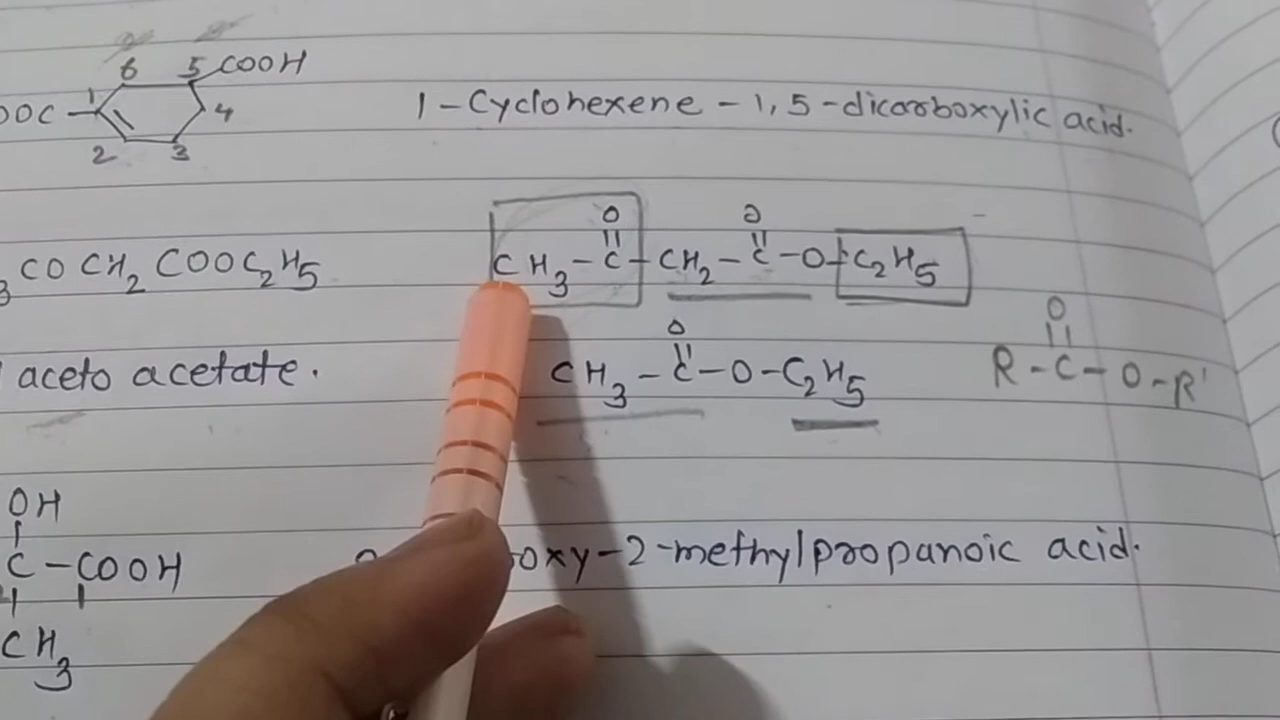 6 5 COOH
OOC 1 4 1-Cyclohexene-1,5-dicarboxylic acid.
2 3
O O
3COCH2COOC2H5 CH3-C-CH2-C-O-C2H5
O O
aceto acetate. CH3-C-O-C2H5 R-C-O-R'
OH
C-COOH oxy-2-methylpropanoic acid.
CH3